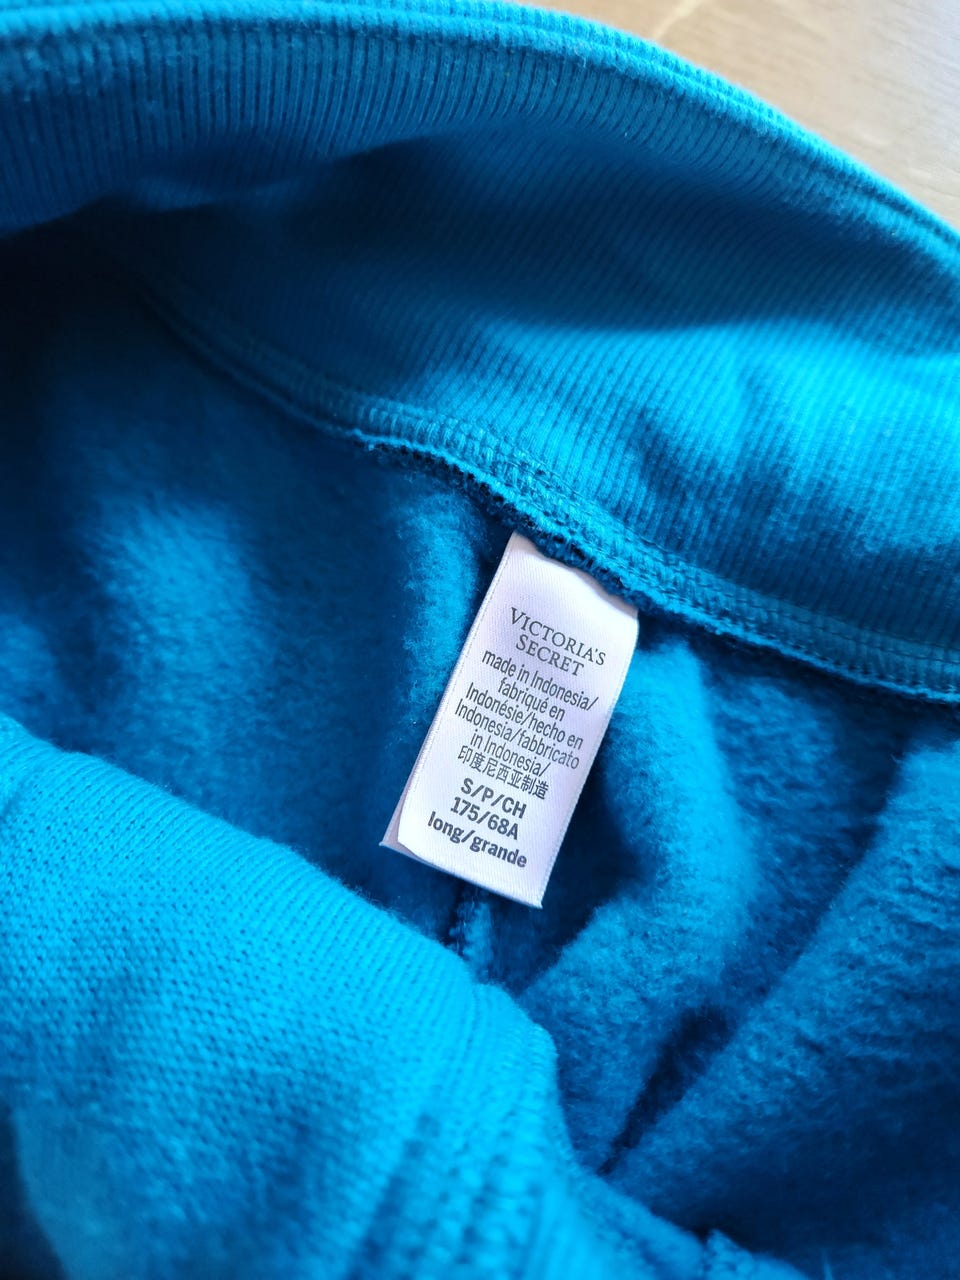 VICTORIA'S
SECRET
made in Indonesia/
fabriqué en
Indonésie/hecho en
Indonesia/fabbricato
in Indonesia/
印度尼西亚制造
S/P/CH
175/68A
long/grande